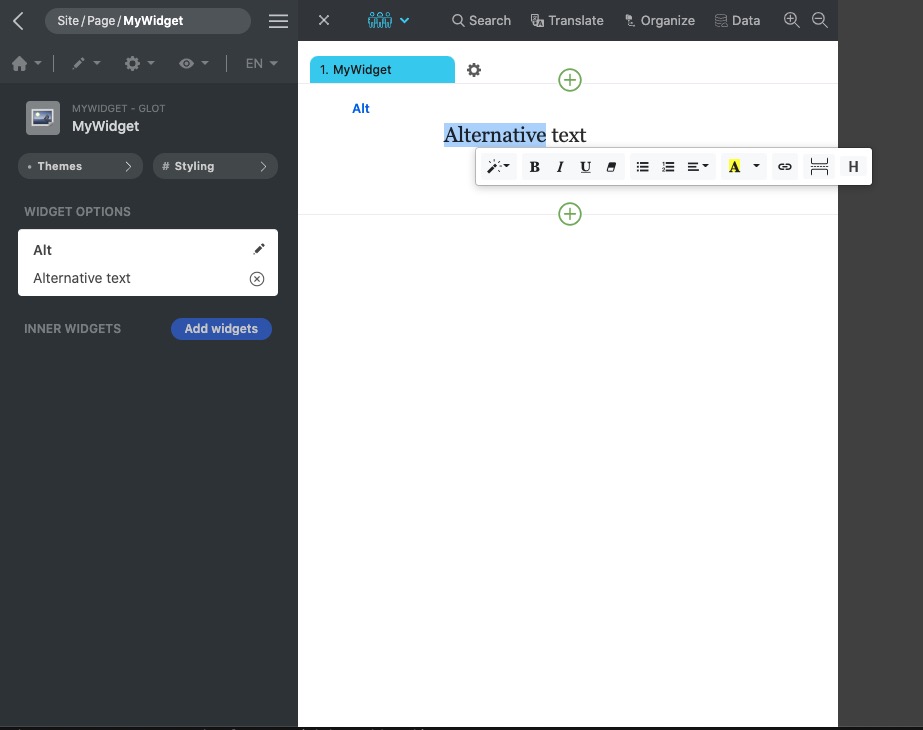 Site / Page / MyWidget
Search
Translate
Organize
Data
EN
1. MyWidget
MYWIDGET - GLOT
MyWidget
Alt
Alternative text
• Themes
# Styling
B I U
A
H
WIDGET OPTIONS
Alt
Alternative text
INNER WIDGETS
Add widgets